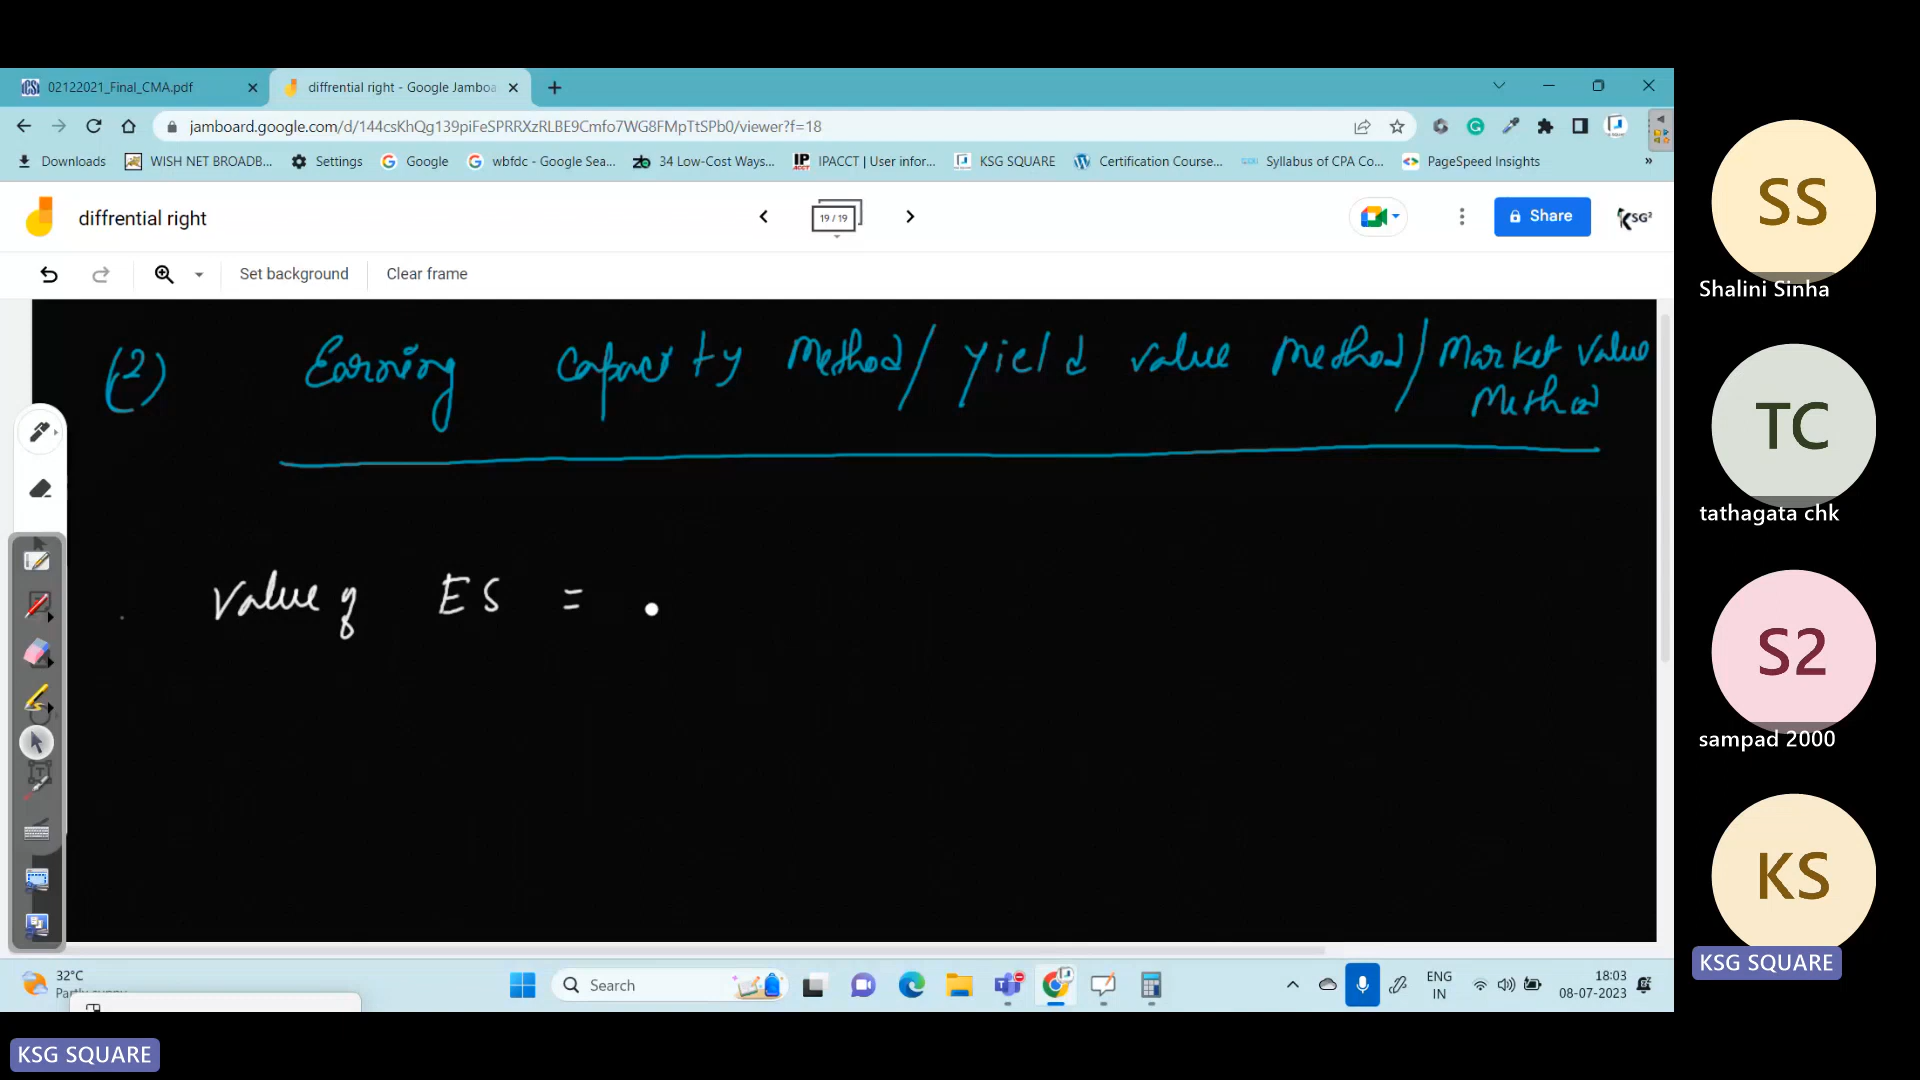 02122021_Final_CMA.pdf
diffrential right - Google Jamboa
jamboard.google.com/d/144csKhQg139piFeSPRRXzRLBE9Cmfo7WG8FMpTtSPb0/viewer?f=18
Downloads WISH NET BROADB... Settings Google wbfdc - Google Sea... 34 Low-Cost Ways... IPACCT | User infor... KSG SQUARE Certification Course... Syllabus of CPA Co... PageSpeed Insights »
diffrential right
19 / 19
Share
KSG²
Set background Clear frame
(2) Earning Capacity Method/ Yield value Method/ Market value
Method
Value of ES =
SS
Shalini Sinha
TC
tathagata chk
S2
sampad 2000
KS
KSG SQUARE
32°C
Search
ENG
IN
18:03
08-07-2023
KSG SQUARE